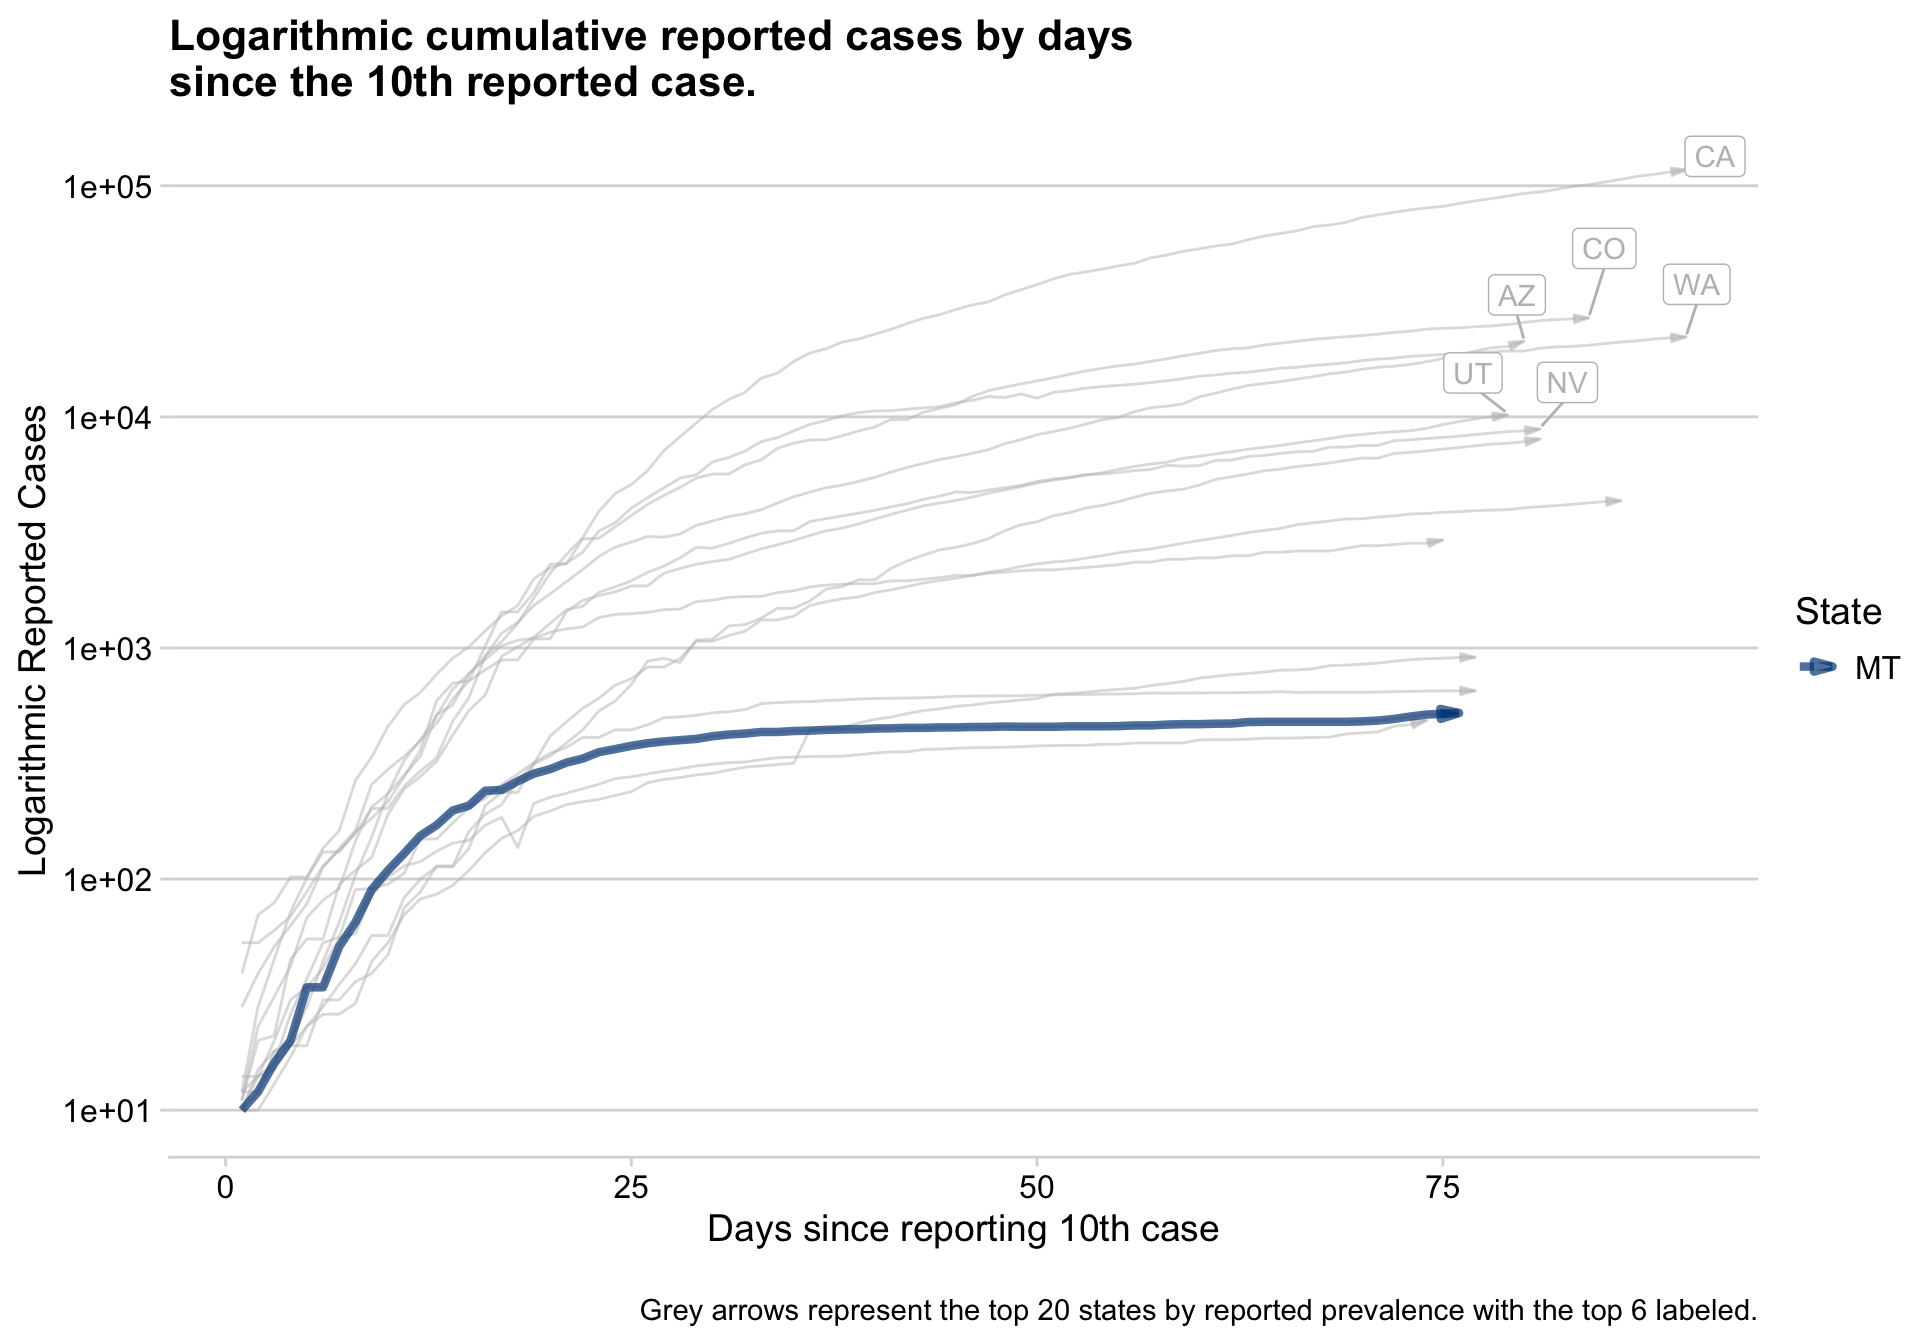 Logarithmic cumulative reported cases by days
since the 10th reported case.
Logarithmic Reported Cases
1e+05
1e+04
1e+03
1e+02
1e+01
CA
CO
WA
AZ
UT
NV
State
MT
0
25
50
75
Days since reporting 10th case
Grey arrows represent the top 20 states by reported prevalence with the top 6 labeled.